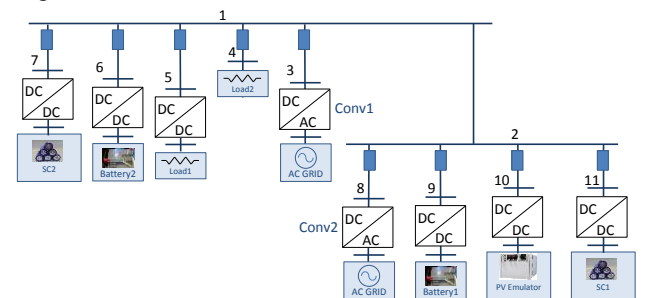 1
7
6
5
4
3
DC
DC
SC2
DC
DC
Battery2
DC
DC
Load1
Load2
DC
AC
Conv1
AC GRID
2
8
9
10
11
Conv2
DC
AC
AC GRID
DC
DC
Battery1
DC
DC
PV Emulator
DC
DC
SC1